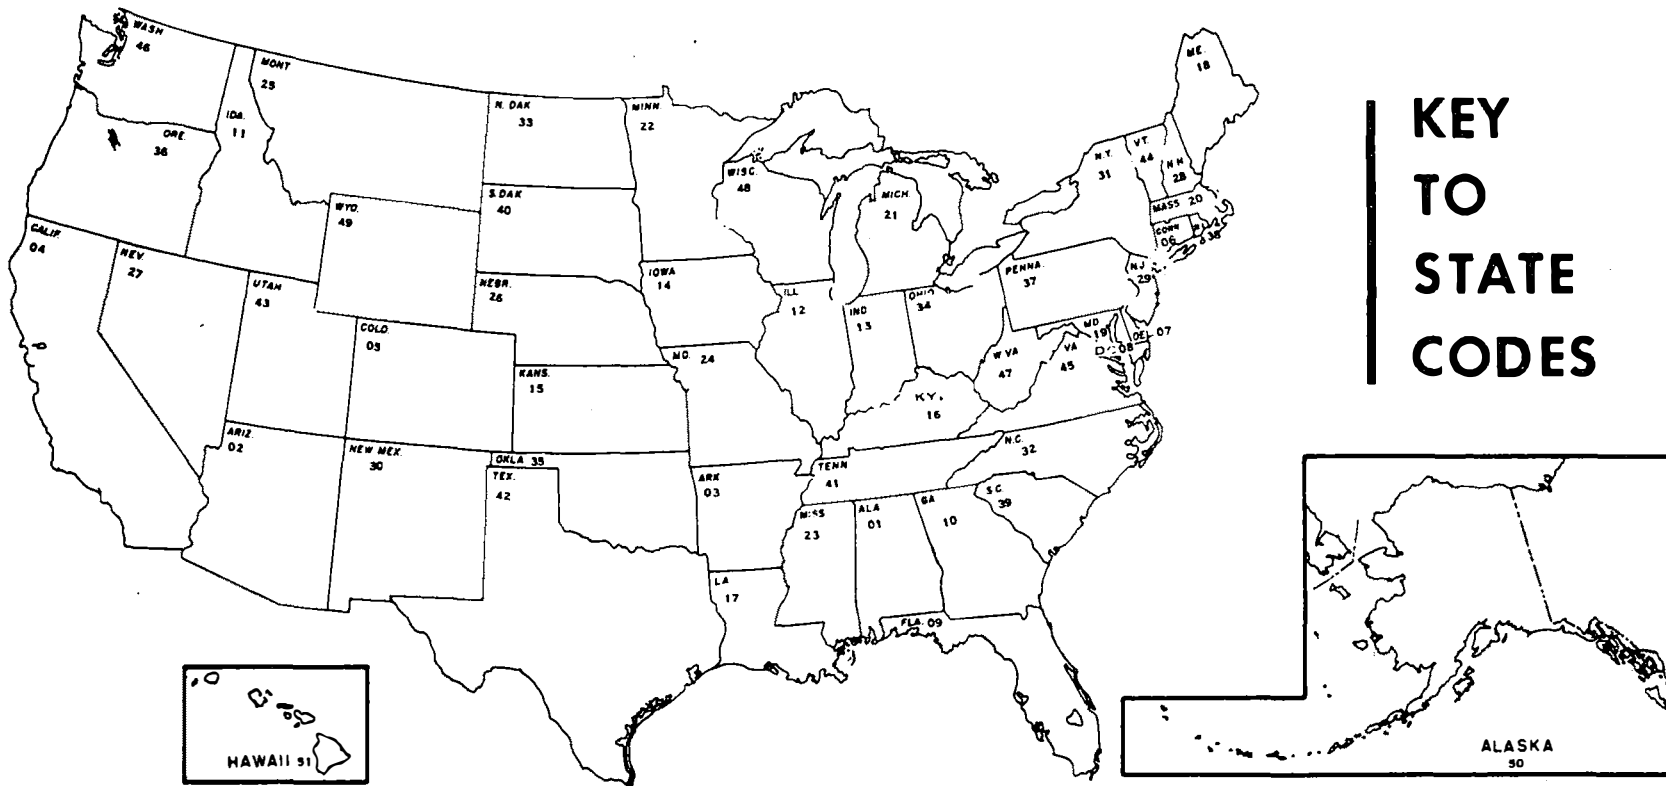 WASH
46
MONT
25
IDA.
11
ORE.
36
N. DAK
33
MINN.
22
ME.
18
WISC.
48
MICH.
21
N.Y.
31
VT.
44
N H
28
S.DAK
40
WYO.
49
MASS 20
CONN
06
38
CALIF.
04
NEV.
27
UTAH
43
NEBR.
26
IOWA
14
ILL
12
IND
13
OHIO
34
PENNA.
37
N J
29
MD
19
DEL 07
08
COLO.
05
MO. 24
KANS.
15
W VA
47
VA
45
KY.
16
ARIZ.
02
NEW MEX.
30
OKLA 35
TEX.
42
ARK
03
TENN
41
N.C.
32
S C
39
MISS
23
ALA
01
GA
10
LA
17
FLA. 09
HAWAII 51
ALASKA
50
KEY
TO
STATE
CODES